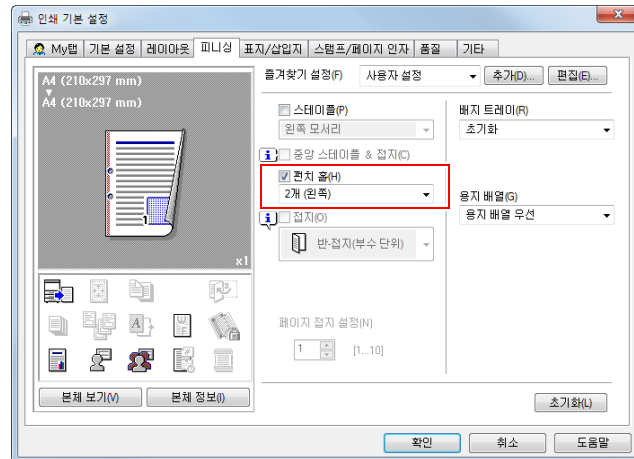 인쇄 기본 설정
My탭 기본 설정 레이아웃 피니싱 표지/삽입지 스탬프/페이지 인자 품질 기타
A4 (210x297 mm)
A4 (210x297 mm)
1
x1
본체 보기(V) 본체 정보(I)
즐겨찾기 설정(F) 사용자 설정 추가(D)... 편집(E)...
스테이플(P)
왼쪽 모서리
중앙 스테이플 & 접지(C)
펀치 홀(H)
2개 (왼쪽)
접지(O)
반-접지(부수 단위)
페이지 접지 설정(N)
1 [1...10]
배지 트레이(R)
초기화
용지 배열(G)
용지 배열 우선
초기화(L)
확인 취소 도움말